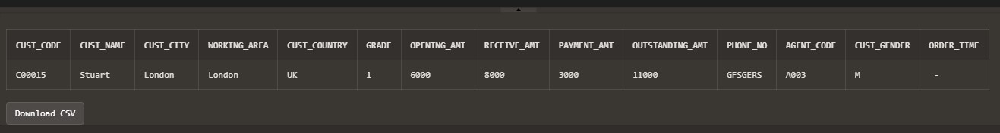 CUST_CODE CUST_NAME CUST_CITY WORKING_AREA CUST_COUNTRY GRADE OPENING_AMT RECEIVE_AMT PAYMENT_AMT OUTSTANDING_AMT PHONE_NO AGENT_CODE CUST_GENDER ORDER_TIME
C00015 Stuart London London UK 1 6000 8000 3000 11000 GFSGERS A003 M -
Download CSV